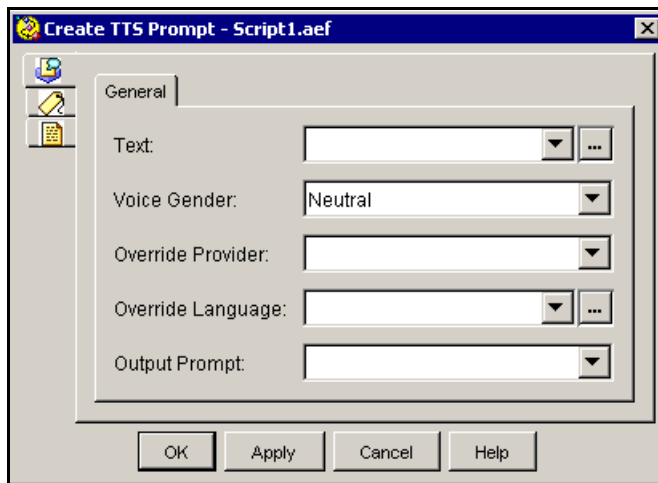 Create TTS Prompt - Script1.aef
General
Text:
...
Voice Gender: Neutral
Override Provider:
Override Language:
...
Output Prompt:
OK Apply Cancel Help